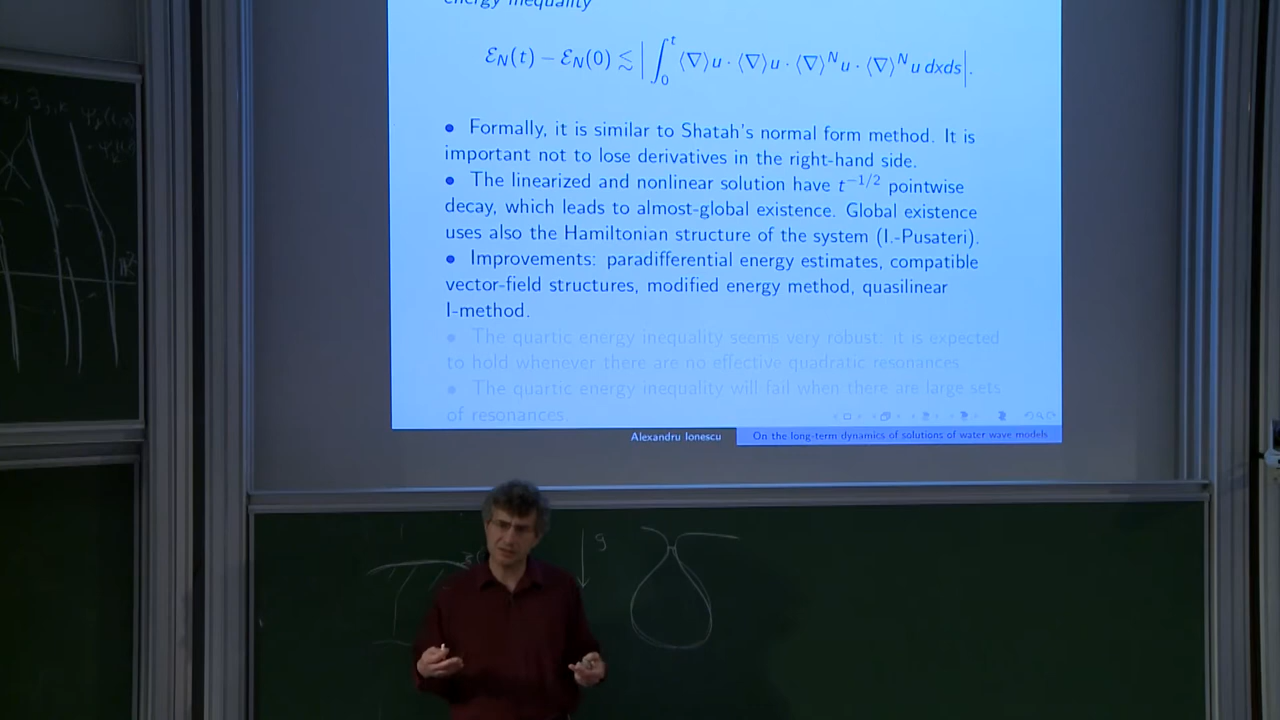 energy inequality
ℰ_N(t) − ℰ_N(0) ≲ | ∫_0^t ⟨∇⟩u · ⟨∇⟩u · ⟨∇⟩^N u · ⟨∇⟩^N u dxds |.
• Formally, it is similar to Shatah's normal form method. It is
important not to lose derivatives in the right-hand side.
• The linearized and nonlinear solution have t^{−1/2} pointwise
decay, which leads to almost-global existence. Global existence
uses also the Hamiltonian structure of the system (I.-Pusateri).
• Improvements: paradifferential energy estimates, compatible
vector-field structures, modified energy method, quasilinear
I-method.
• The quartic energy inequality seems very robust: it is expected
to hold whenever there are no effective quadratic resonances
• The quartic energy inequality will fail when there are large sets
of resonances.
Alexandru Ionescu On the long-term dynamics of solutions of water wave models
g